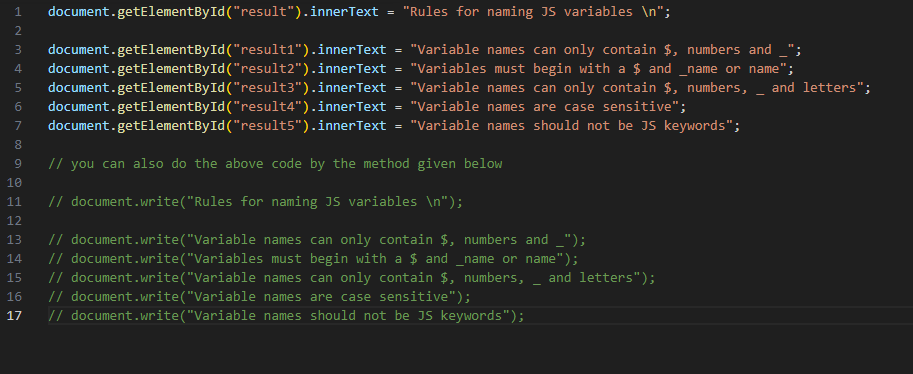 1 document.getElementById("result").innerText = "Rules for naming JS variables \n";
2
3 document.getElementById("result1").innerText = "Variable names can only contain $, numbers and _";
4 document.getElementById("result2").innerText = "Variables must begin with a $ and _name or name";
5 document.getElementById("result3").innerText = "Variable names can only contain $, numbers, _ and letters";
6 document.getElementById("result4").innerText = "Variable names are case sensitive";
7 document.getElementById("result5").innerText = "Variable names should not be JS keywords";
8
9 // you can also do the above code by the method given below
10
11 // document.write("Rules for naming JS variables \n");
12
13 // document.write("Variable names can only contain $, numbers and _");
14 // document.write("Variables must begin with a $ and _name or name");
15 // document.write("Variable names can only contain $, numbers, _ and letters");
16 // document.write("Variable names are case sensitive");
17 // document.write("Variable names should not be JS keywords");